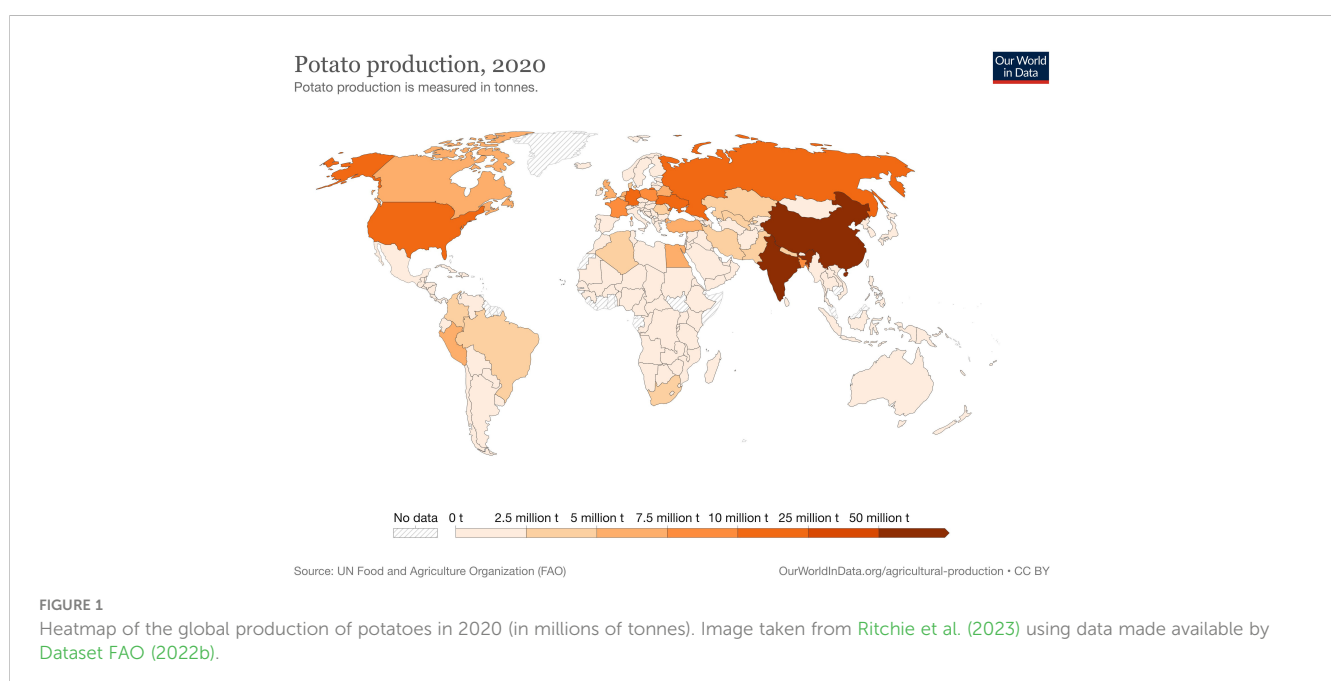 Potato production, 2020
Potato production is measured in tonnes.
Our World
in Data
No data 0 t 2.5 million t 5 million t 7.5 million t 10 million t 25 million t 50 million t
Source: UN Food and Agriculture Organization (FAO) OurWorldInData.org/agricultural-production • CC BY
FIGURE 1
Heatmap of the global production of potatoes in 2020 (in millions of tonnes). Image taken from Ritchie et al. (2023) using data made available by
Dataset FAO (2022b).